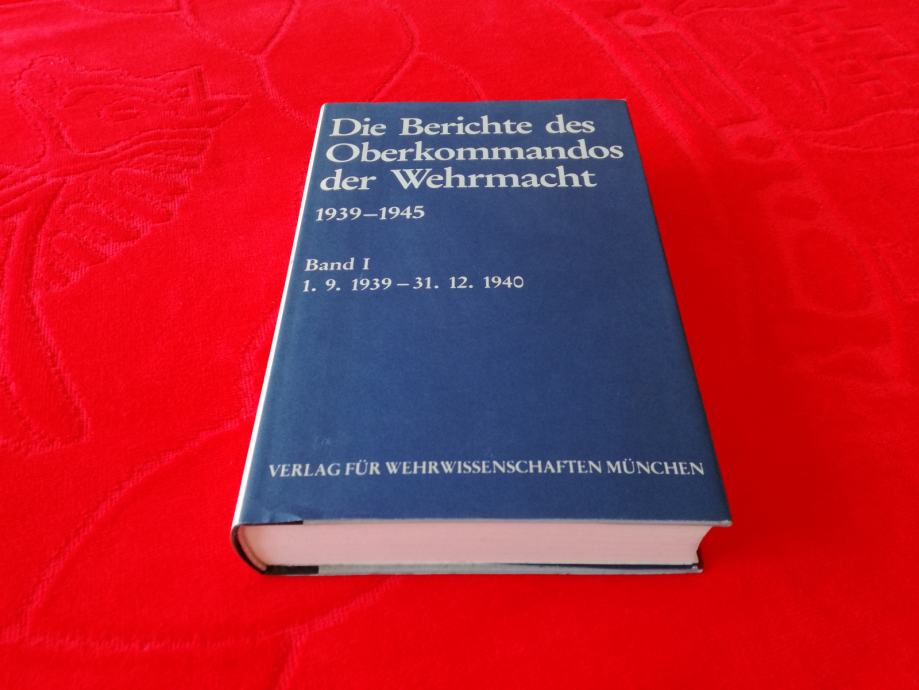 Die Berichte des
Oberkommandos
der Wehrmacht
1939–1945
Band I
1. 9. 1939 – 31. 12. 1940
VERLAG FÜR WEHRWISSENSCHAFTEN MÜNCHEN